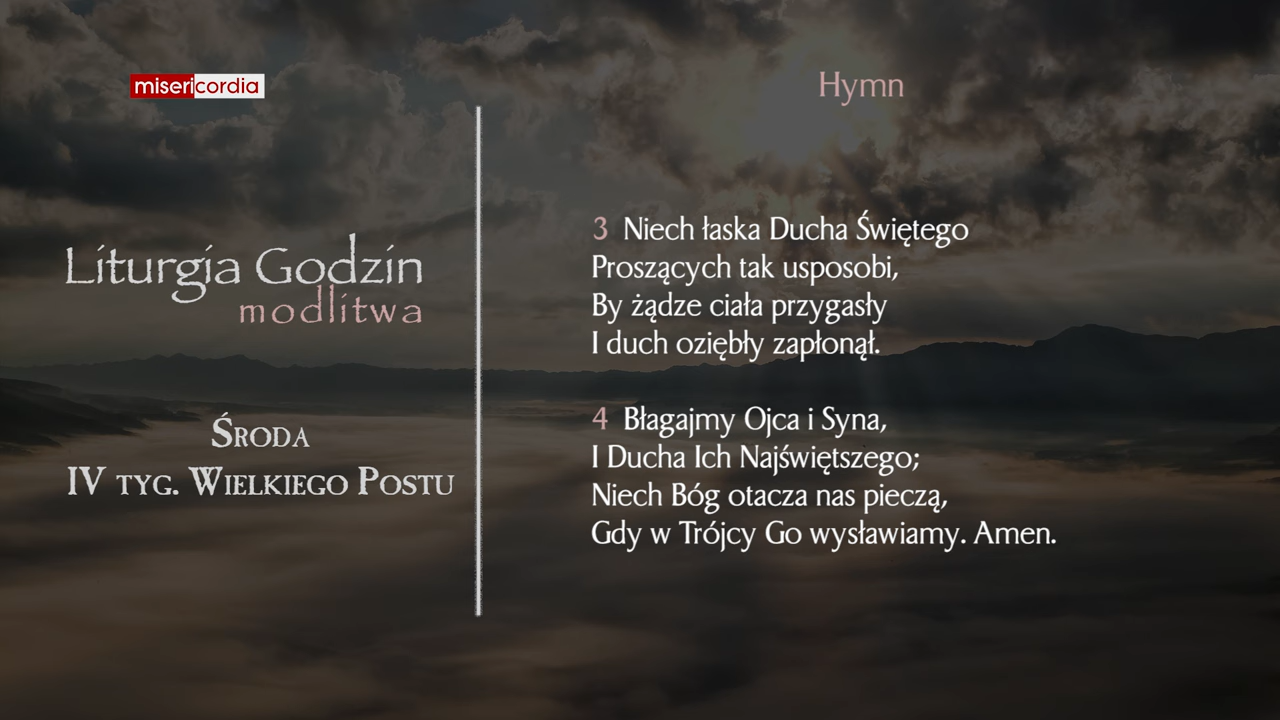 misericordia
Liturgia Godzin
modlitwa
Środa
IV tyg. Wielkiego Postu
Hymn
3 Niech łaska Ducha Świętego
Proszących tak usposobi,
By żądze ciała przygasły
I duch oziębły zapłonął.
4 Błagajmy Ojca i Syna,
I Ducha Ich Najświętszego;
Niech Bóg otacza nas pieczą,
Gdy w Trójcy Go wysławiamy. Amen.